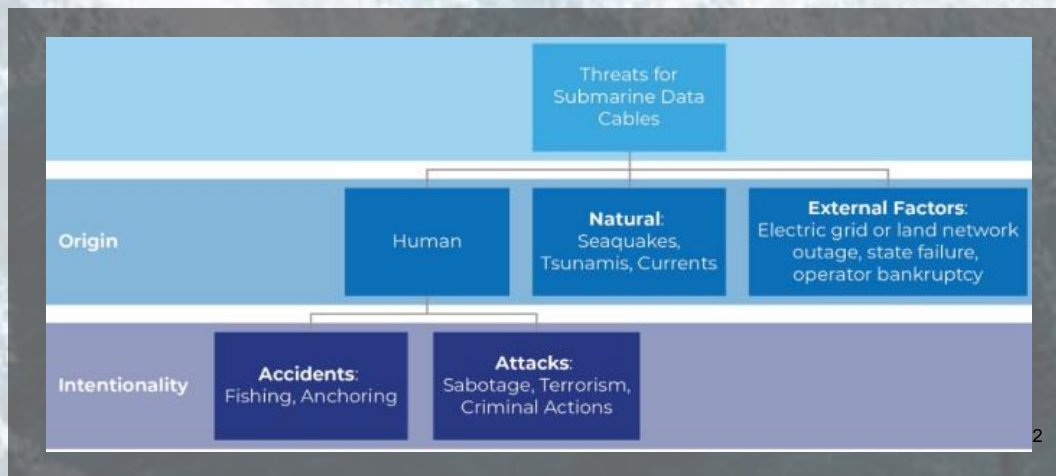 Threats for
Submarine Data
Cables
Origin
Human
Natural:
Seaquakes,
Tsunamis, Currents
External Factors:
Electric grid or land network
outage, state failure,
operator bankruptcy
Intentionality
Accidents:
Fishing, Anchoring
Attacks:
Sabotage, Terrorism,
Criminal Actions
2